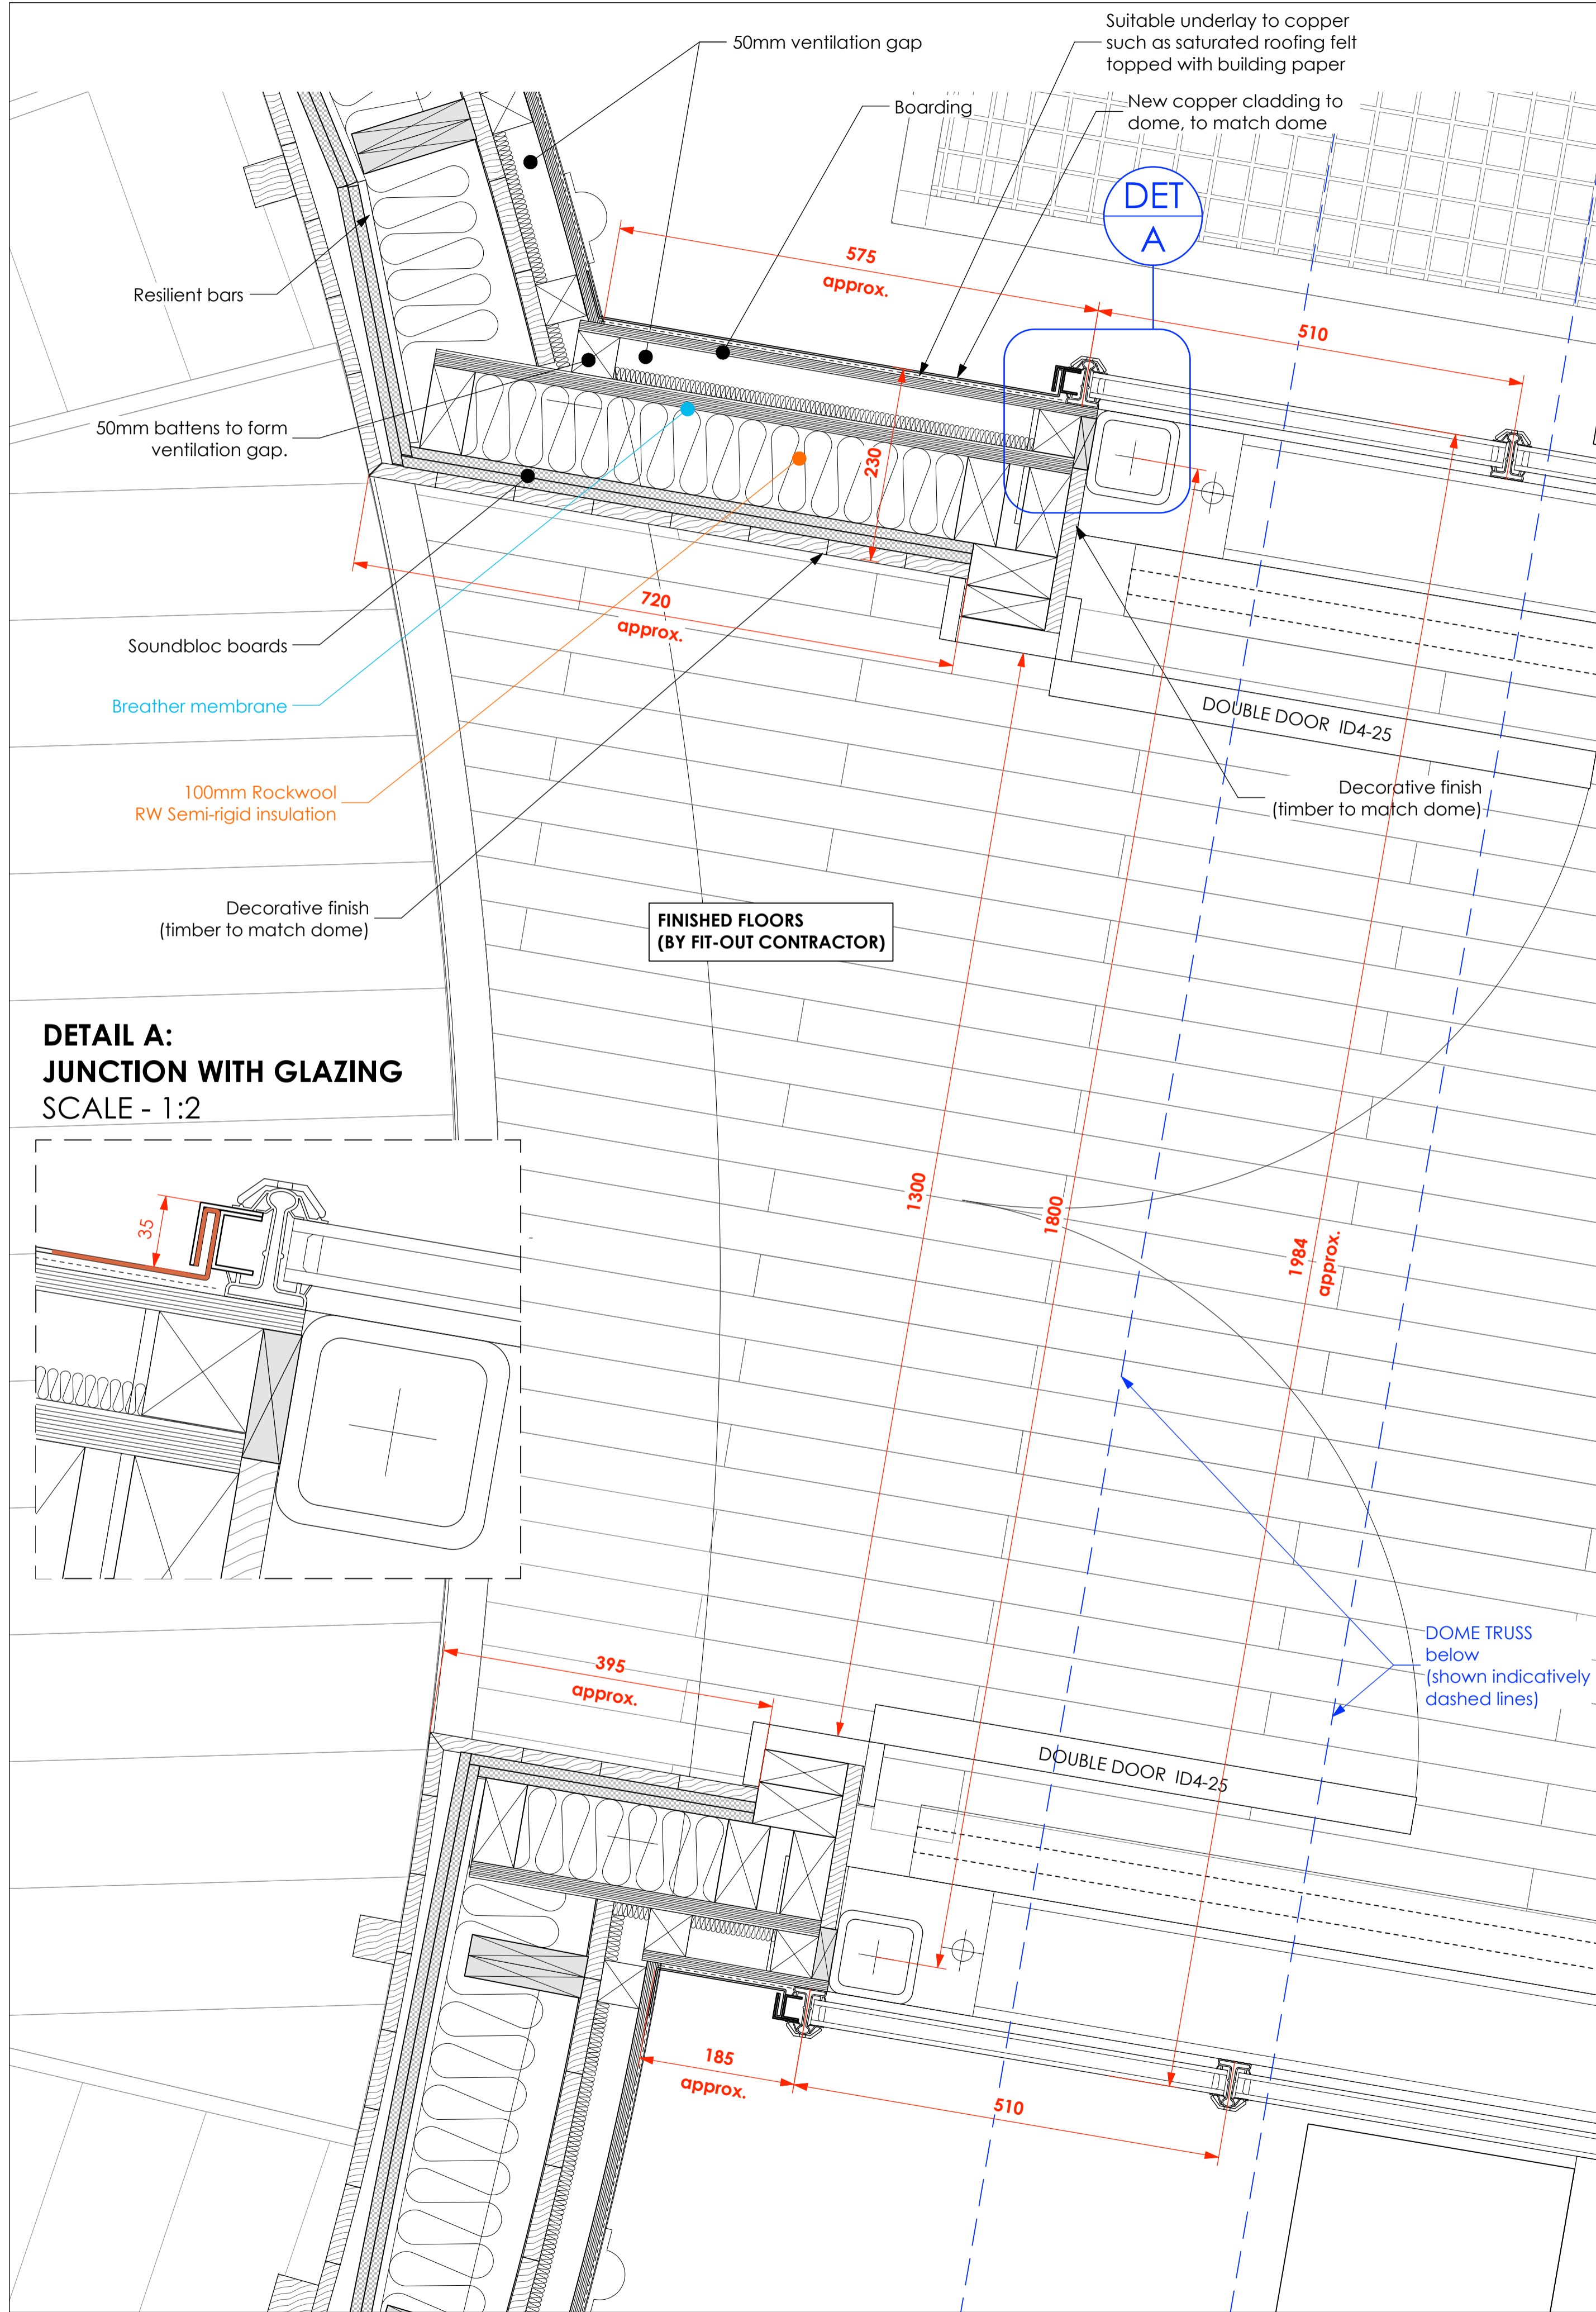 50mm ventilation gap
Suitable underlay to copper
such as saturated roofing felt
topped with building paper
Boarding
New copper cladding to
dome, to match dome
DET
A
575
approx.
510
Resilient bars
50mm battens to form
ventilation gap.
230
720
approx.
Soundbloc boards
Breather membrane
DOUBLE DOOR ID4-25
100mm Rockwool
RW Semi-rigid insulation
Decorative finish
(timber to match dome)
Decorative finish
(timber to match dome)
FINISHED FLOORS
(BY FIT-OUT CONTRACTOR)
DETAIL A:
JUNCTION WITH GLAZING
SCALE - 1:2
35
1300
1800
1984
approx.
DOME TRUSS
below
(shown indicatively
dashed lines)
395
approx.
DOUBLE DOOR ID4-25
185
approx.
510